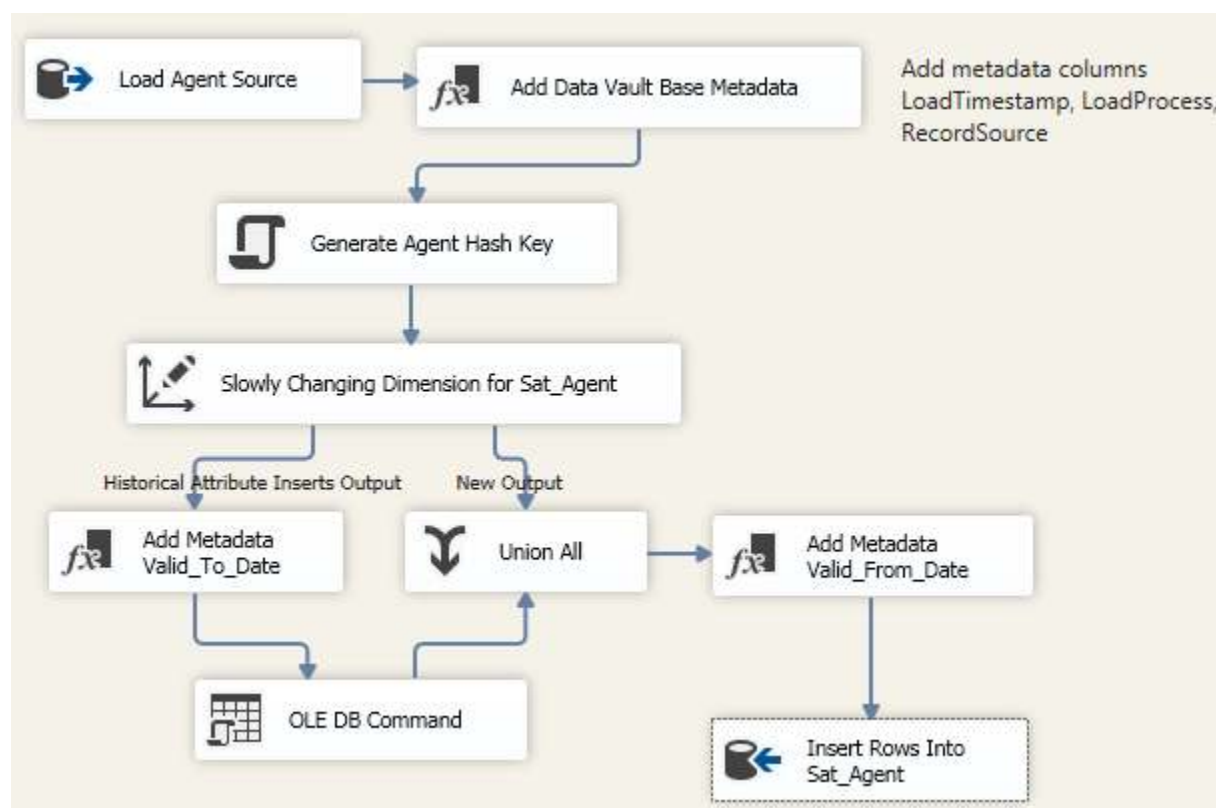 Load Agent Source
Add Data Vault Base Metadata
Add metadata columns
LoadTimestamp, LoadProcess,
RecordSource
Generate Agent Hash Key
Slowly Changing Dimension for Sat_Agent
Historical Attribute Inserts Output
New Output
Add Metadata
Valid_To_Date
Union All
Add Metadata
Valid_From_Date
OLE DB Command
Insert Rows Into
Sat_Agent